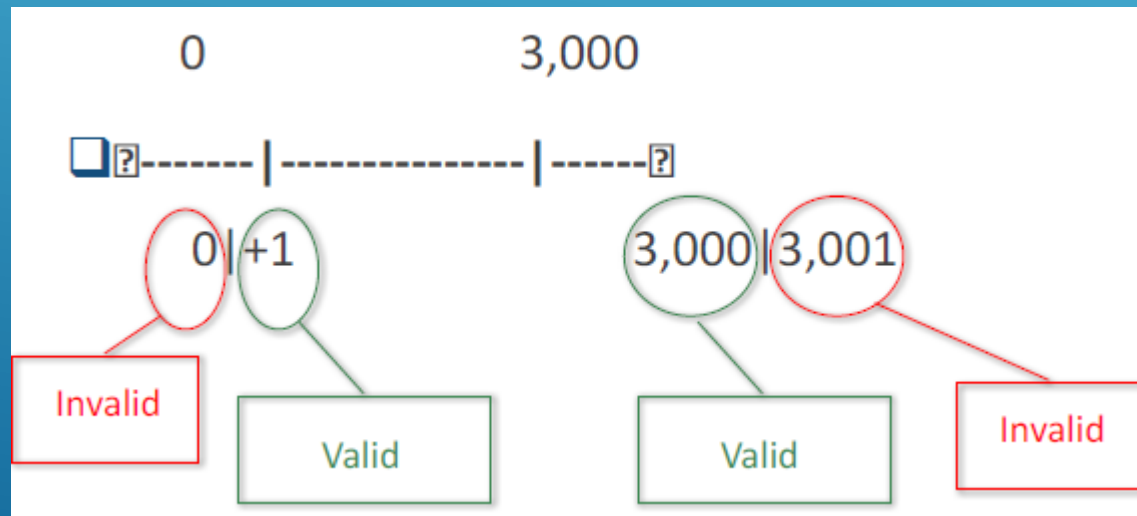 0 3,000
❑⍰-------|---------------|------⍰
0|+1 3,000|3,001
Invalid Valid Valid Invalid